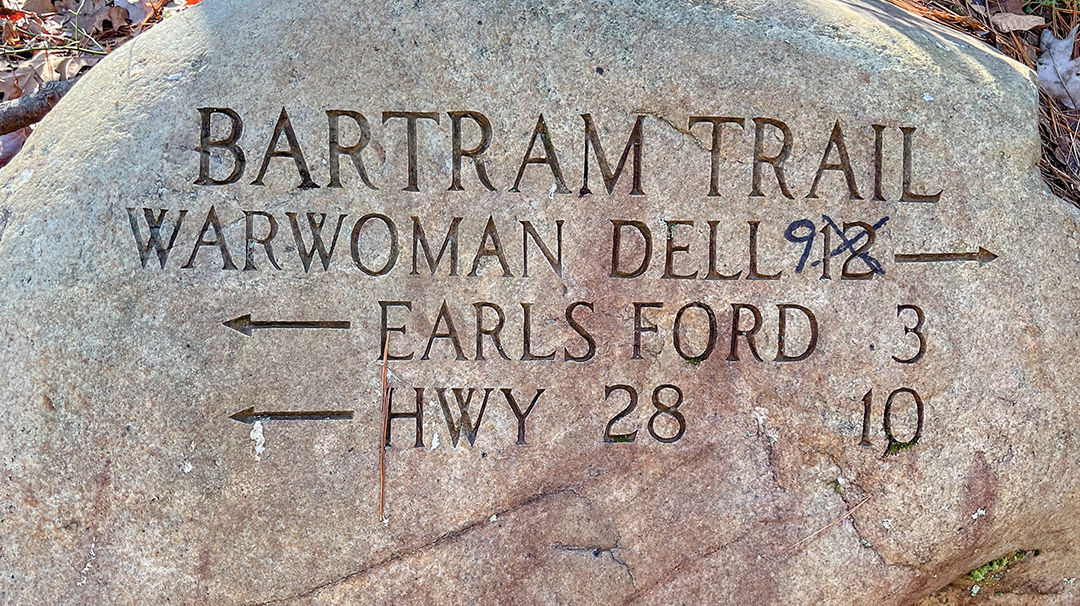 BARTRAM TRAIL
WARWOMAN DELL 9.12 →
← EARLS FORD 3
← HWY 28 10